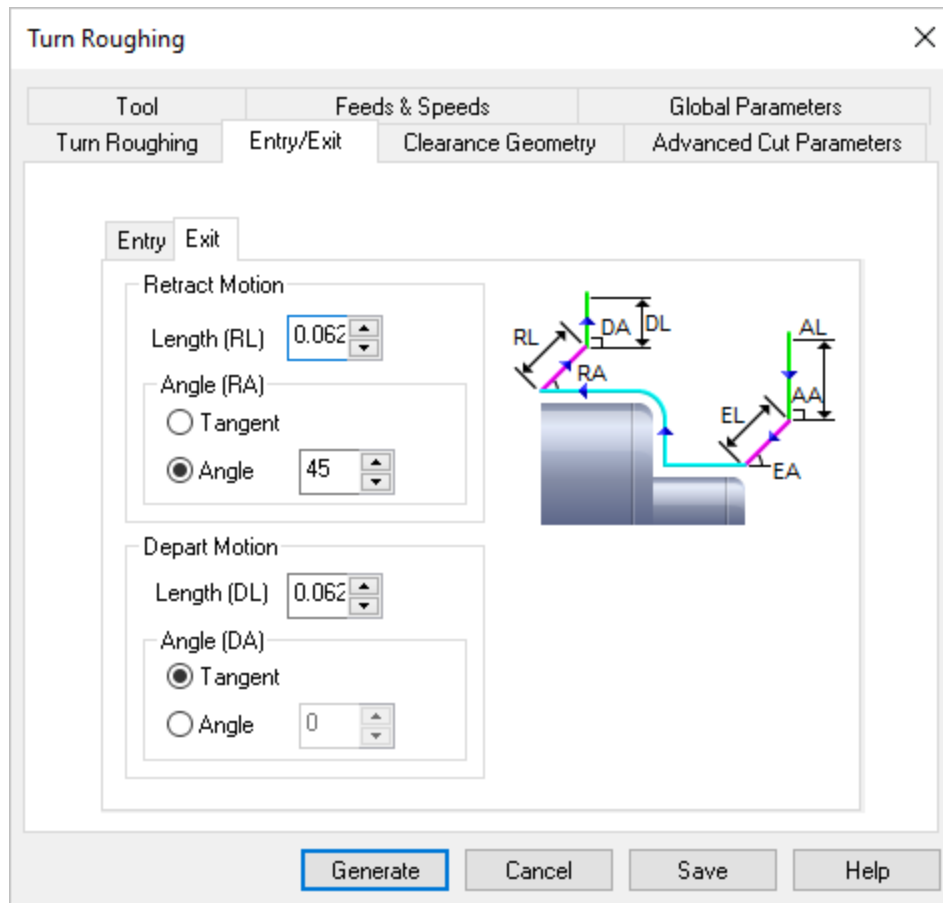 Turn Roughing
Tool Feeds & Speeds Global Parameters
Turn Roughing Entry/Exit Clearance Geometry Advanced Cut Parameters
Entry Exit
Retract Motion
Length (RL) 0.062
Angle (RA)
Tangent
Angle 45
Depart Motion
Length (DL) 0.062
Angle (DA)
Tangent
Angle 0
RL DA DL AL
RA
EL AA
EA
Generate Cancel Save Help